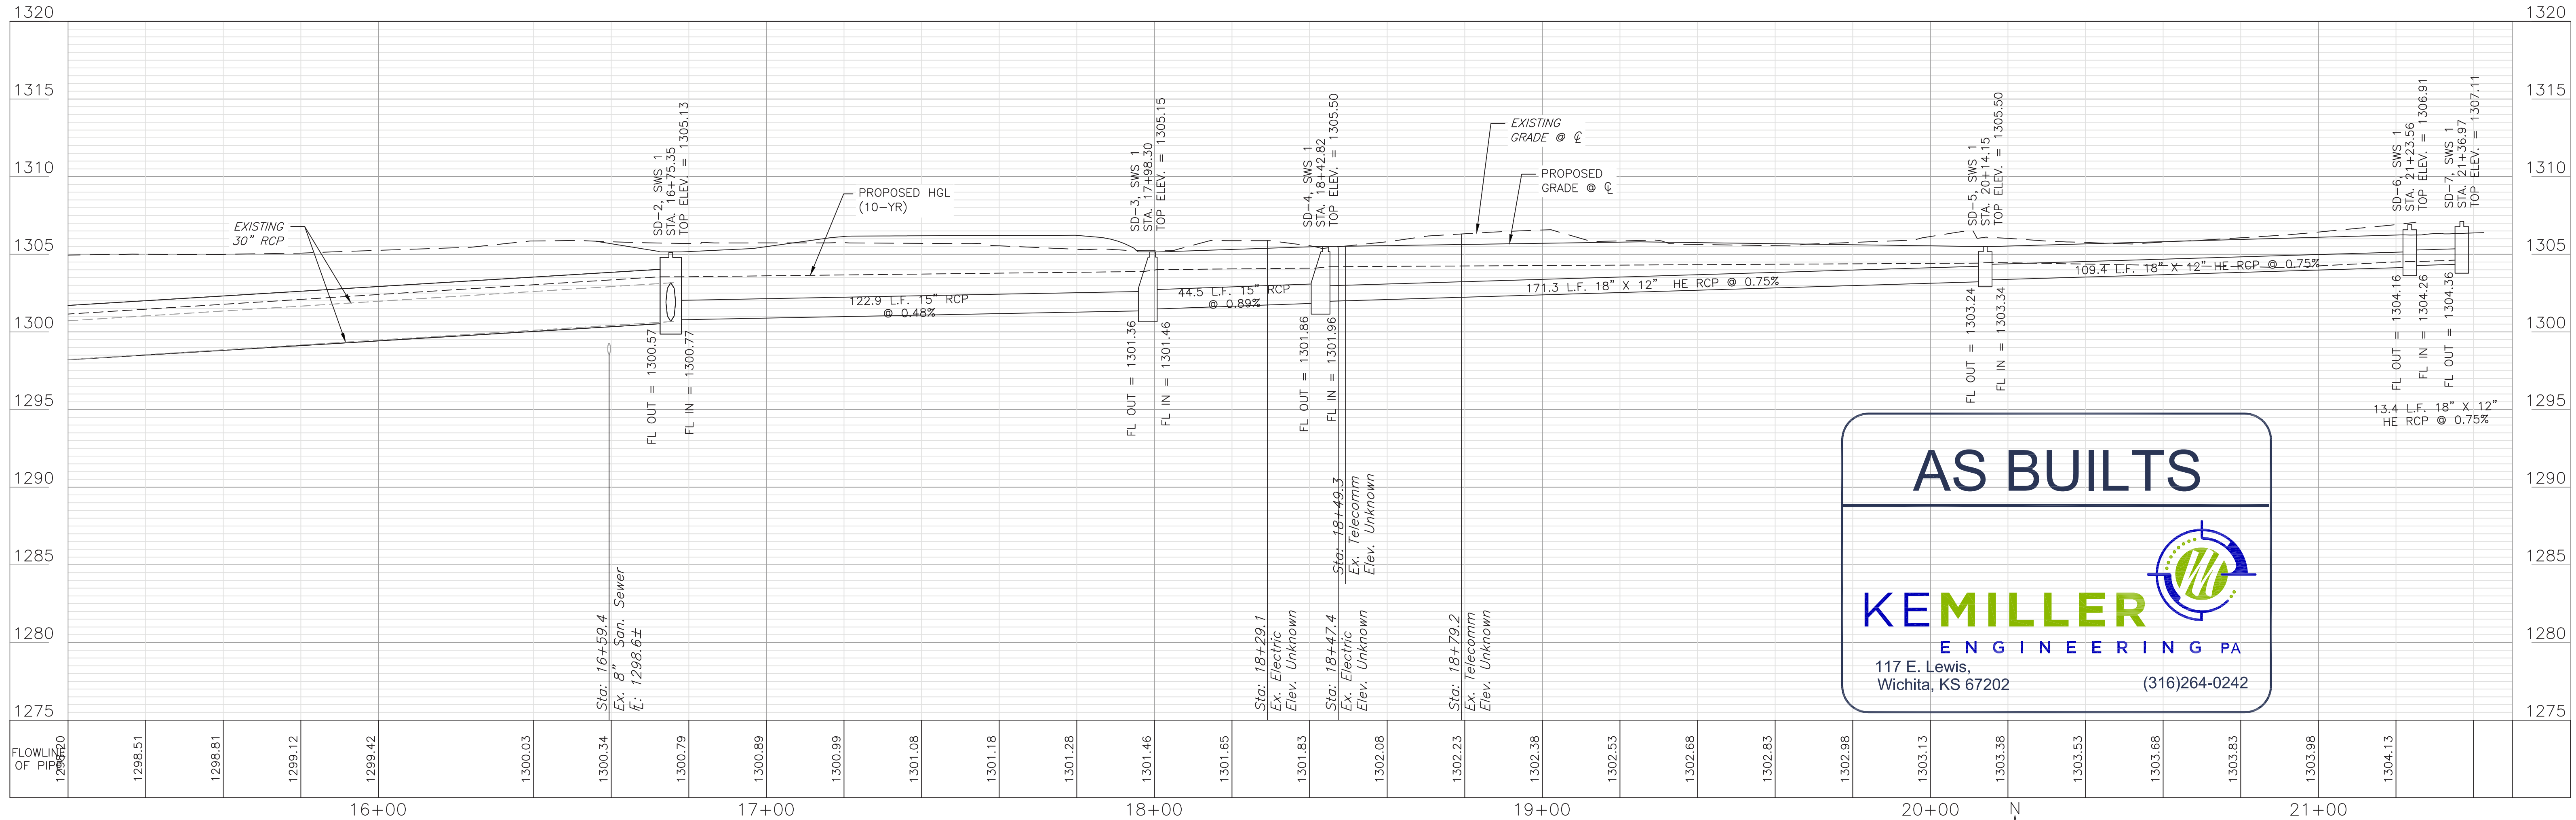 1320
1320
1315
1315
1310
1310
1305
1305
1300
1300
1295
1295
1290
1290
1285
1285
1280
1280
1275
1275
EXISTING
30" RCP
SD-2, SWS 1
STA. 16+75.35
TOP ELEV. = 1305.13
PROPOSED HGL
(10-YR)
SD-3, SWS 1
STA. 17+98.30
TOP ELEV. = 1305.15
SD-4, SWS 1
STA. 18+42.82
TOP ELEV. = 1305.50
EXISTING
GRADE @ ℄
PROPOSED
GRADE @ ℄
SD-5, SWS 1
STA. 20+14.15
TOP ELEV. = 1305.50
SD-6, SWS 1
STA. 21+23.56
TOP ELEV. = 1306.91
SD-7, SWS 1
STA. 21+36.97
TOP ELEV. = 1307.11
122.9 L.F. 15" RCP
@ 0.48%
44.5 L.F. 15" RCP
@ 0.89%
171.3 L.F. 18" X 12" HE RCP @ 0.75%
109.4 L.F. 18" X 12" HE RCP @ 0.75%
13.4 L.F. 18" X 12"
HE RCP @ 0.75%
FL OUT = 1300.57
FL IN = 1300.77
FL OUT = 1301.36
FL IN = 1301.46
FL OUT = 1301.86
FL IN = 1301.96
FL OUT = 1303.24
FL IN = 1303.34
FL OUT = 1304.16
FL IN = 1304.26
FL OUT = 1304.36
Sta: 16+59.4
Ex. 8" San. Sewer
1298.6±
Sta: 18+29.1
Ex. Electric
Elev. Unknown
Sta: 18+47.4
Ex. Electric
Elev. Unknown
Sta: 18+49.3
Ex. Telecomm
Elev. Unknown
Sta: 18+79.2
Ex. Telecomm
Elev. Unknown
AS BUILTS
KEMILLER
ENGINEERING PA
117 E. Lewis,
Wichita, KS 67202
(316)264-0242
FLOWLINE
OF PIPE
1298.20
1298.51
1298.81
1299.12
1299.42
1300.03
1300.34
1300.79
1300.89
1300.99
1301.08
1301.18
1301.28
1301.46
1301.65
1301.83
1302.08
1302.23
1302.38
1302.53
1302.68
1302.83
1302.98
1303.13
1303.38
1303.53
1303.68
1303.83
1303.98
1304.13
16+00
17+00
18+00
19+00
20+00
N
21+00